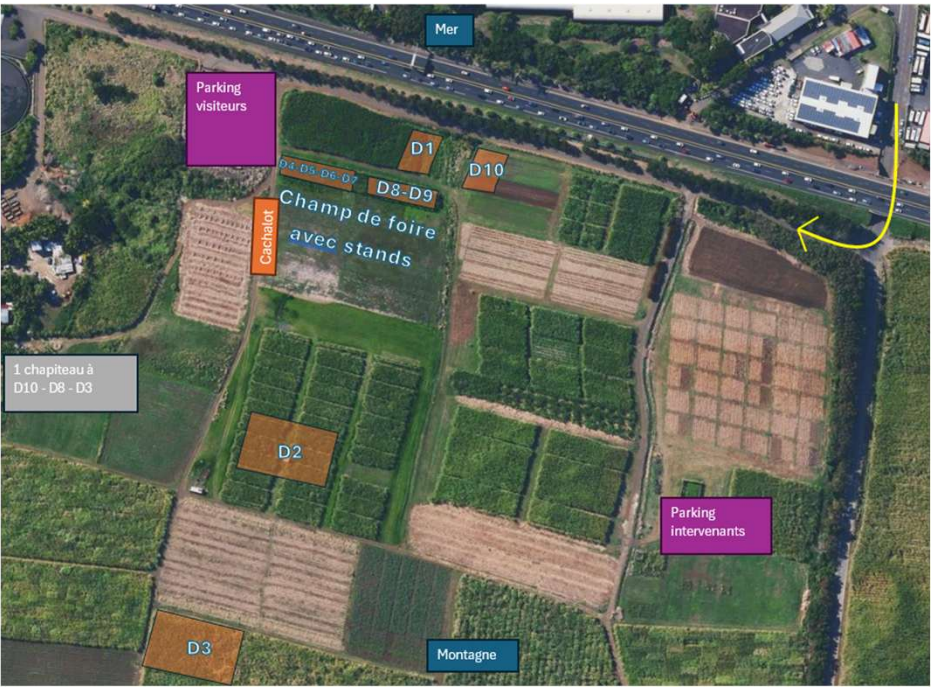 Mer
Parking
visiteurs
D1
D10
D4-D5-D6-D7
D8-D9
Champ de foire
avec stands
Cachalot
1 chapiteau à
D10 - D8 - D3
D2
Parking
intervenants
D3
Montagne